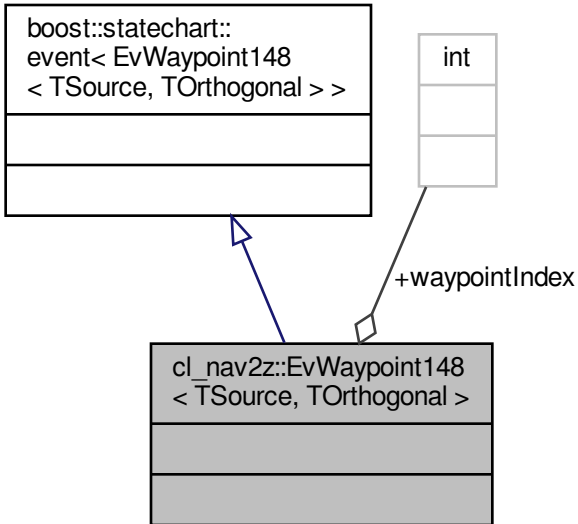 boost::statechart::
event< EvWaypoint148
< TSource, TOrthogonal > >
int
+waypointIndex
cl_nav2z::EvWaypoint148
< TSource, TOrthogonal >